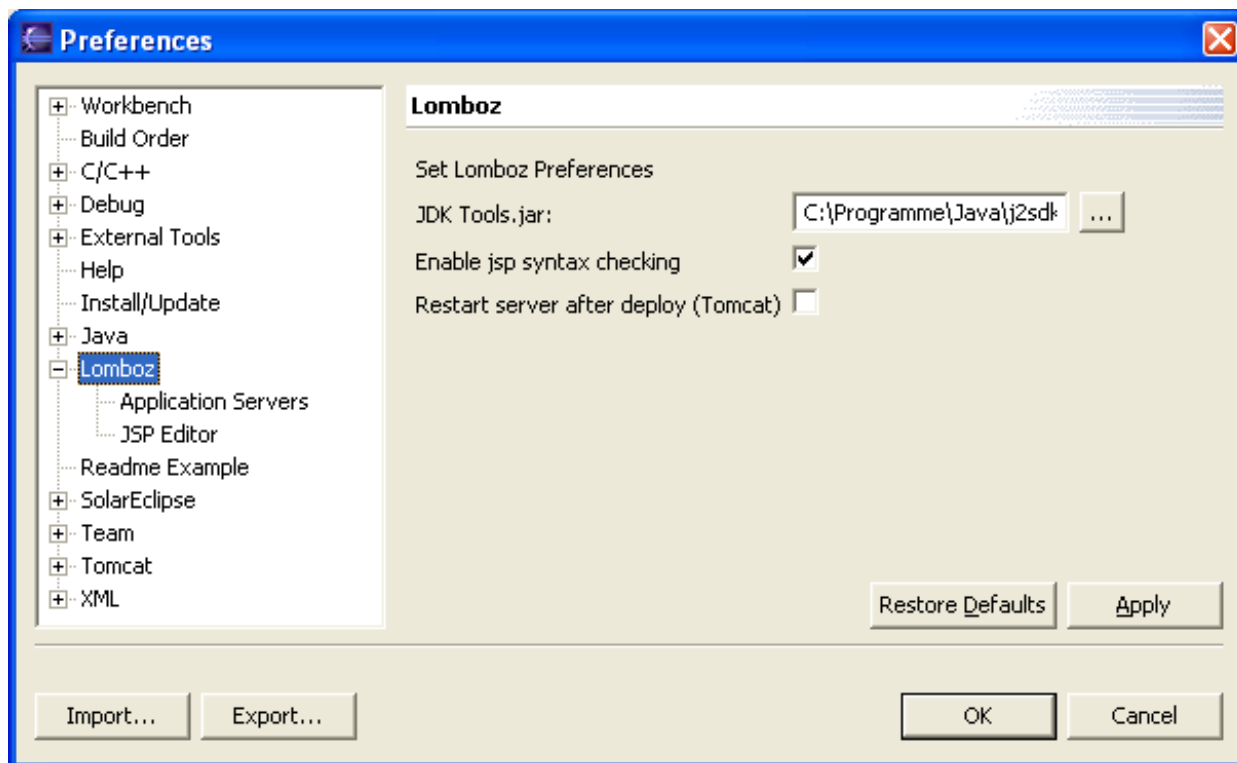 Preferences
Workbench
Build Order
C/C++
Debug
External Tools
Help
Install/Update
Java
Lomboz
Application Servers
JSP Editor
Readme Example
SolarEclipse
Team
Tomcat
XML
Lomboz
Set Lomboz Preferences
JDK Tools.jar: C:\Programme\Java\j2sdk ...
Enable jsp syntax checking
Restart server after deploy (Tomcat)
Restore Defaults Apply
Import... Export... OK Cancel